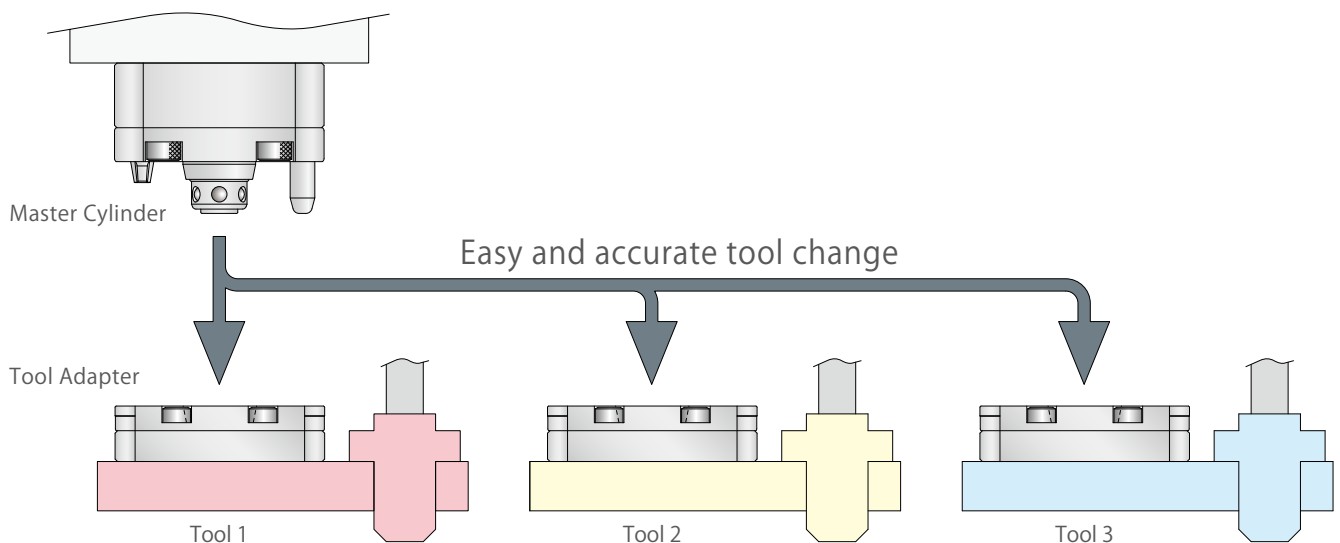 Master Cylinder
Easy and accurate tool change
Tool Adapter
Tool 1
Tool 2
Tool 3